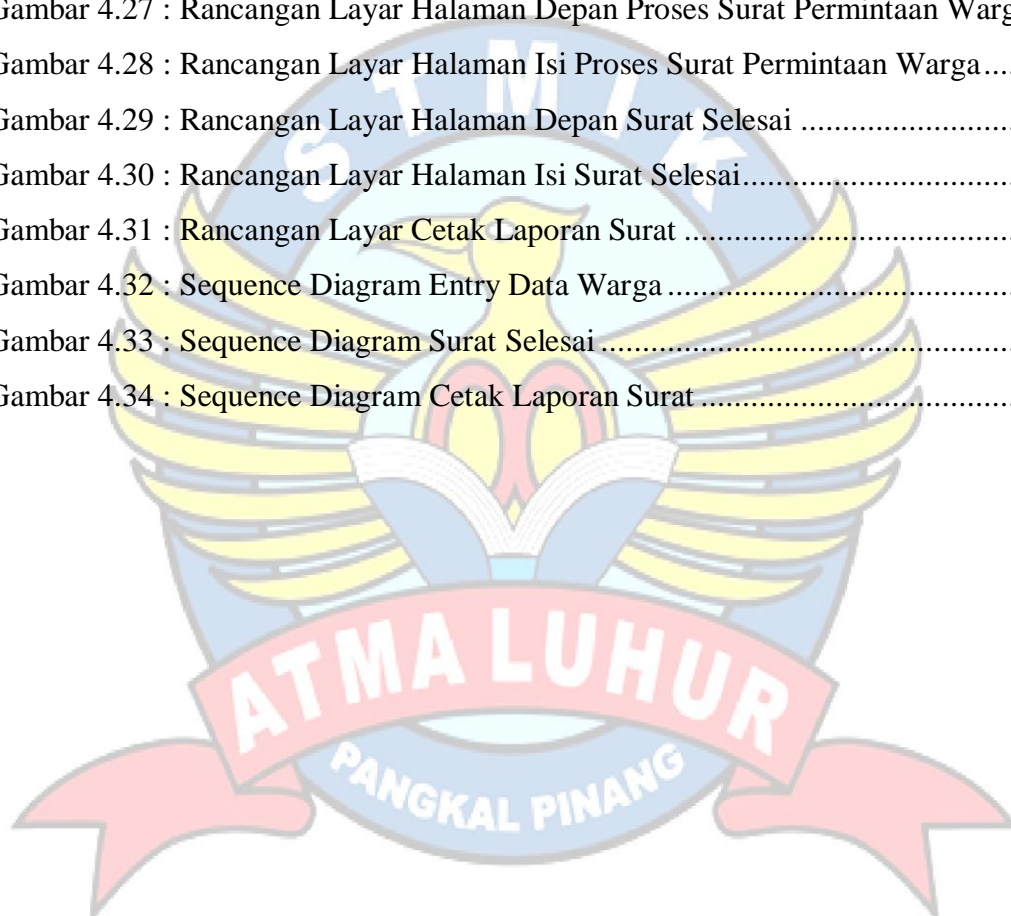 Gambar 4.27 : Rancangan Layar Halaman Depan Proses Surat Permintaan
Gambar 4.28 : Rancangan Layar Halaman Isi Proses Surat Permintaan Warga....
Gambar 4.29 : Rancangan Layar Halaman Depan Surat Selesai ........................
Gambar 4.30 : Rancangan Layar Halaman Isi Surat Selesai..............................
Gambar 4.31 : Rancangan Layar Cetak Laporan Surat .....................................
Gambar 4.32 : Sequence Diagram Entry Data Warga .......................................
Gambar 4.33 : Sequence Diagram Surat Selesai ..............................................
Gambar 4.34 : Sequence Diagram Cetak Laporan Surat ...................................
STMIK
ATMA LUHUR
PANGKAL PINANG